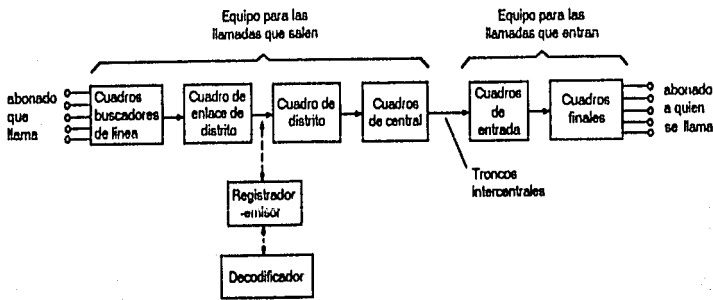 Equipo para las
llamadas que salen
Equipo para las
llamadas que entran
abonado
que
llama
Cuadros
buscadores
de línea
Cuadro de
enlace de
distrito
Cuadro de
distrito
Cuadros
de central
Cuadros
de
entrada
Cuadros
finales
abonado
a quien
se llama
Troncos
intercentrales
Registrador
-emisor
Decodificador